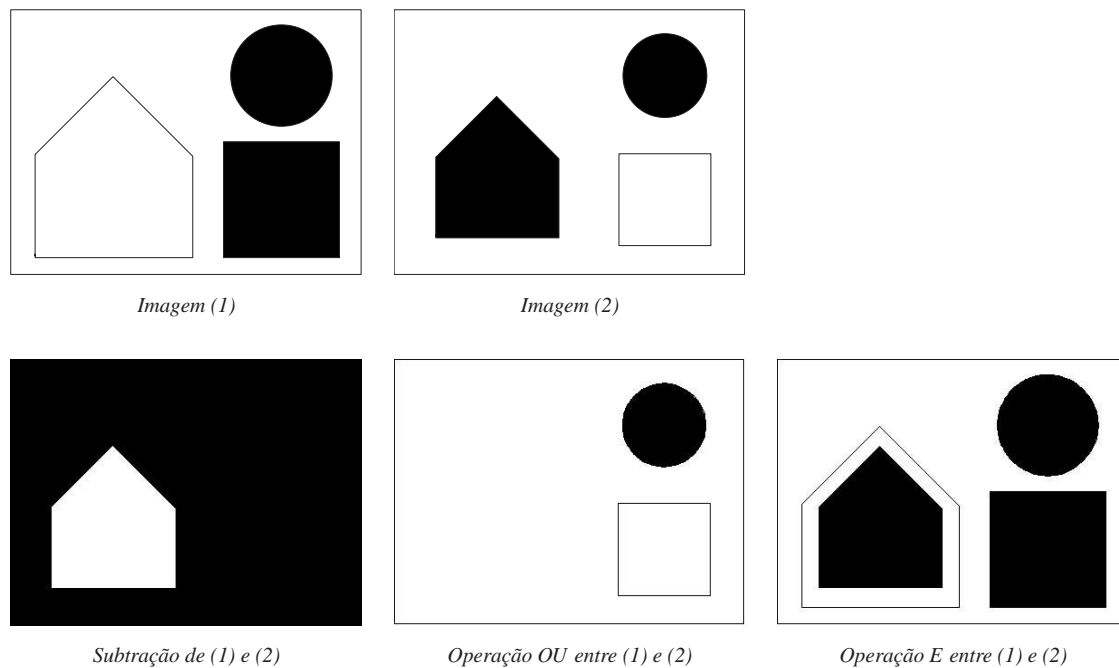 Imagem (1)
Imagem (2)
Subtração de (1) e (2)
Operação OU entre (1) e (2)
Operação E entre (1) e (2)